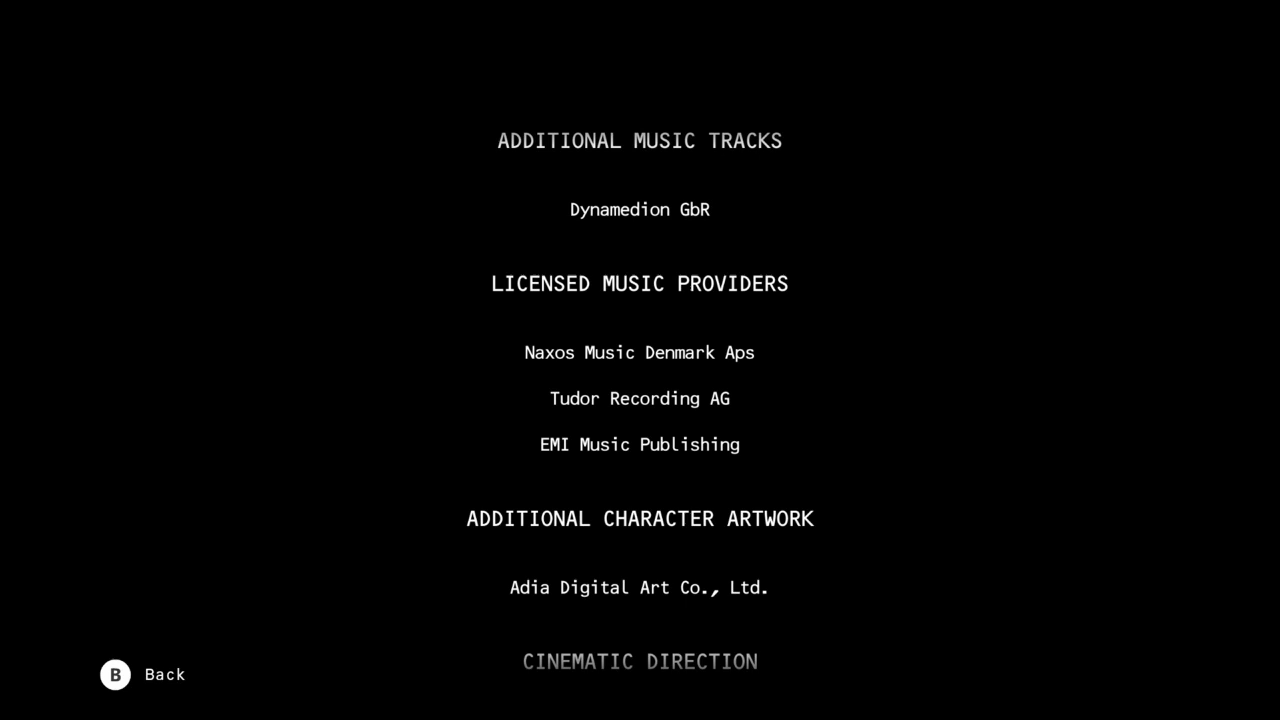 ADDITIONAL MUSIC TRACKS
Dynamedion GbR
LICENSED MUSIC PROVIDERS
Naxos Music Denmark Aps
Tudor Recording AG
EMI Music Publishing
ADDITIONAL CHARACTER ARTWORK
Adia Digital Art Co., Ltd.
CINEMATIC DIRECTION
B Back